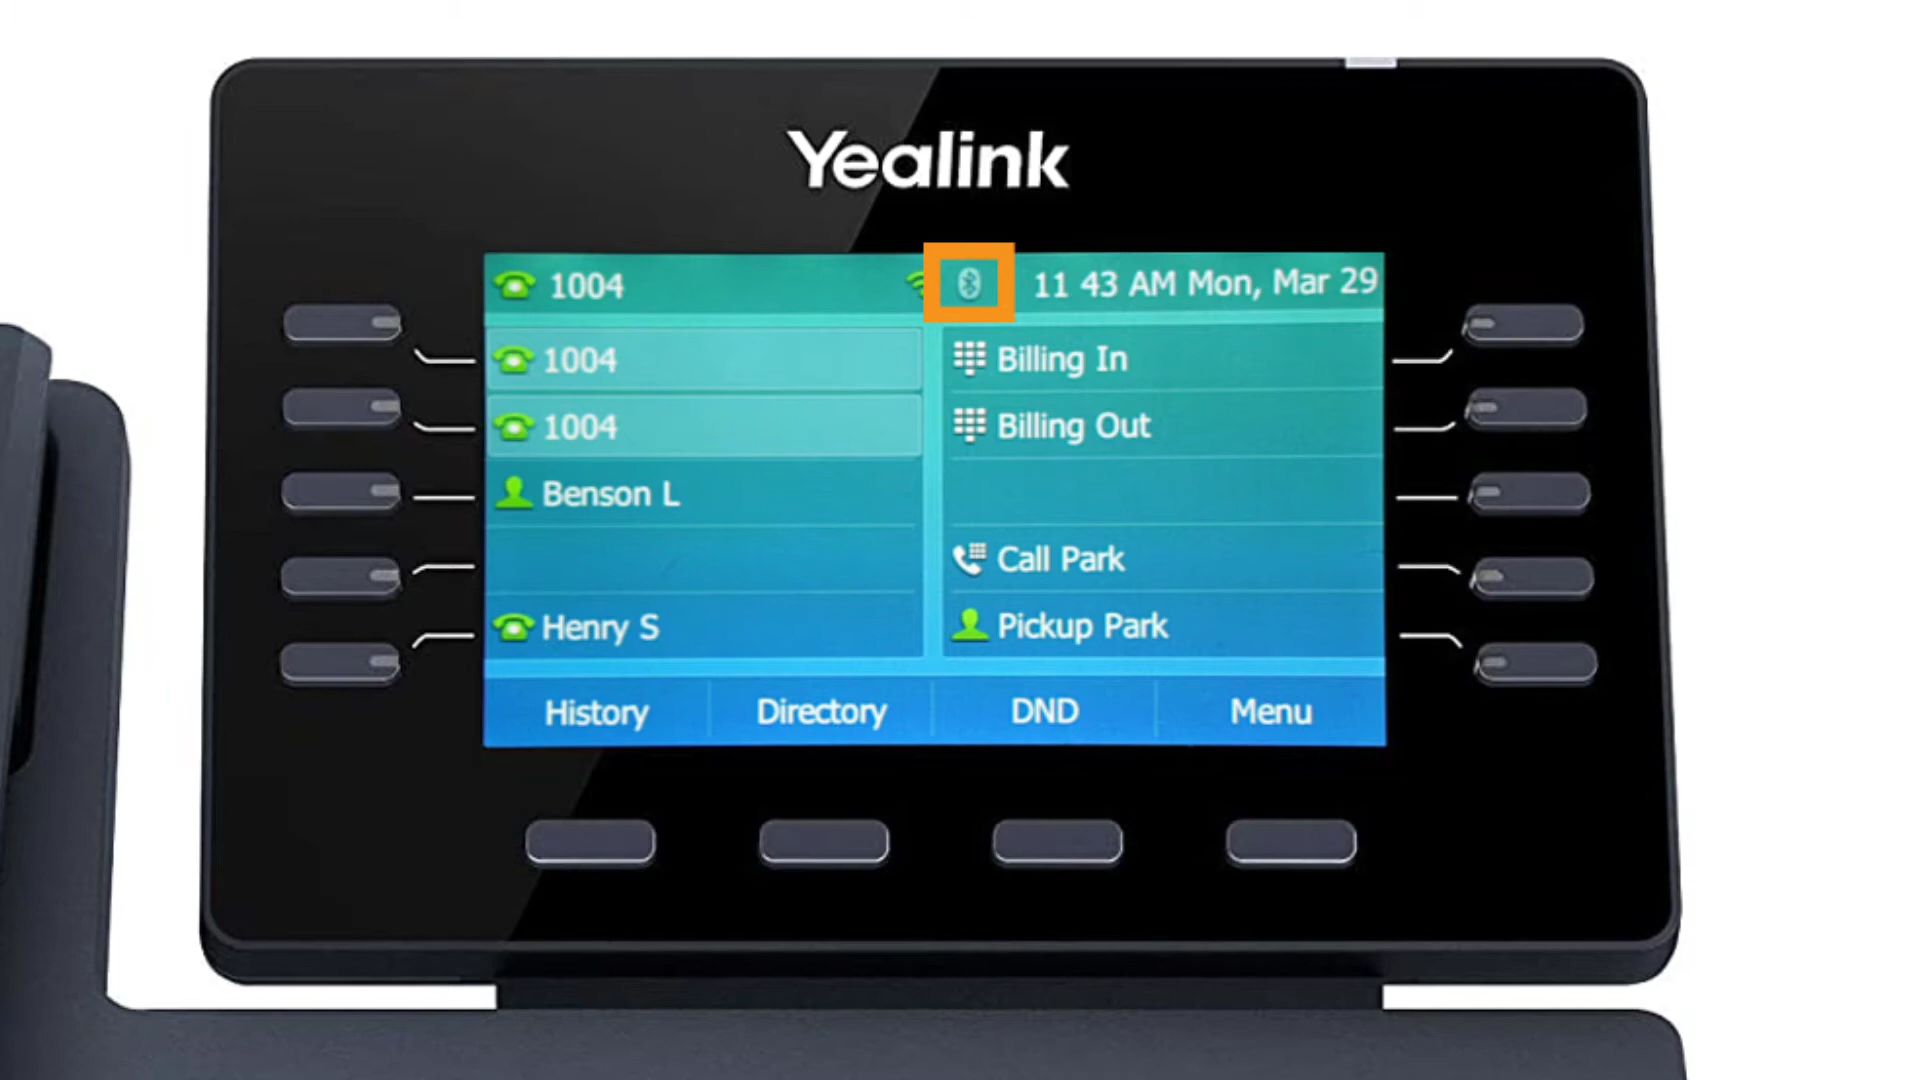 Yealink
1004 11 43 AM Mon, Mar 29
1004
1004
Benson L
Henry S
Billing In
Billing Out
Call Park
Pickup Park
History Directory DND Menu